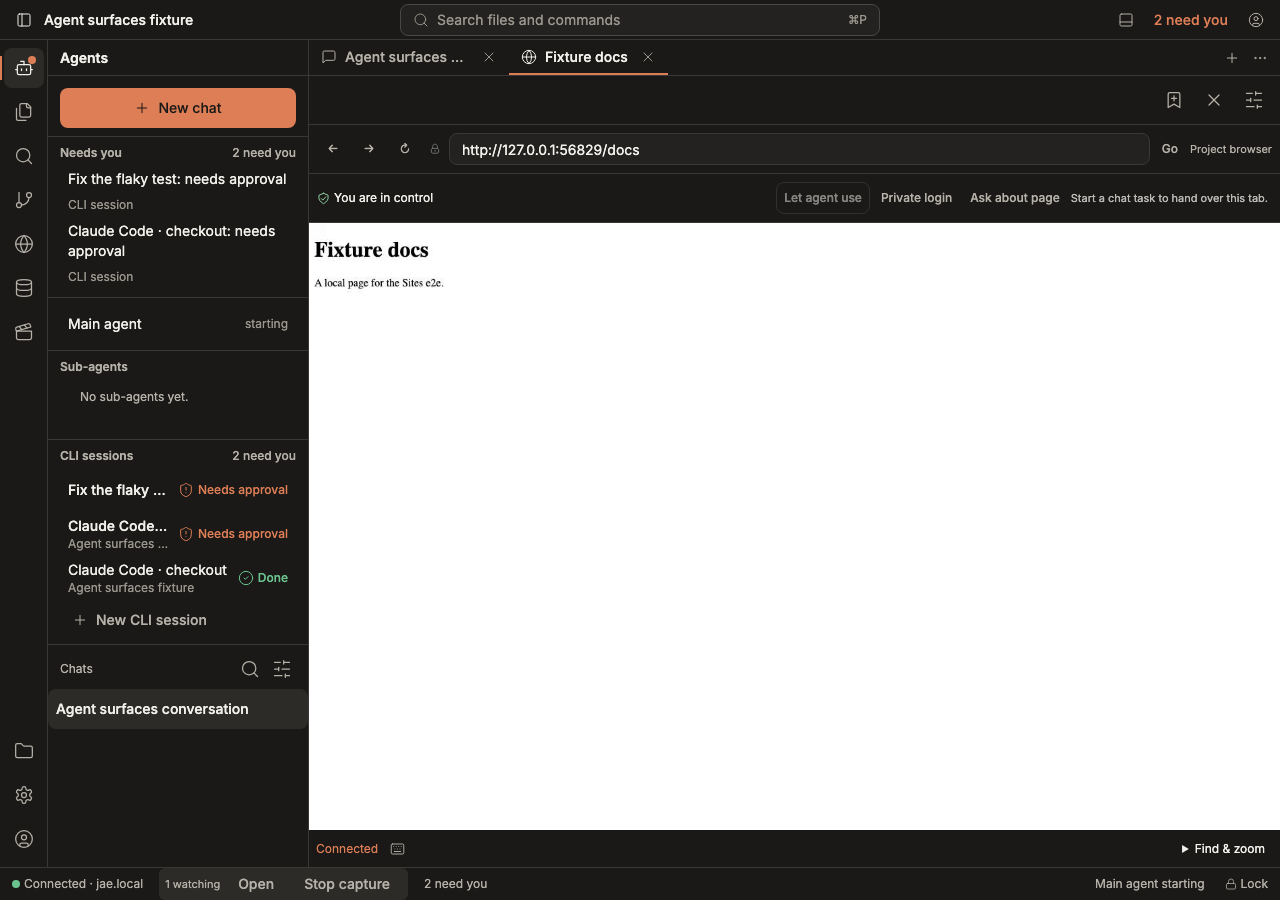 Agent surfaces fixture
Search files and commands
⌘P
2 need you
Agents
Agent surfaces ...
Fixture docs
New chat
Needs you
2 need you
Fix the flaky test: needs approval
CLI session
Claude Code · checkout: needs
approval
CLI session
Main agent
starting
Sub-agents
No sub-agents yet.
CLI sessions
2 need you
Fix the flaky ...
Needs approval
Claude Code...
Needs approval
Agent surfaces ...
Claude Code · checkout
Done
Agent surfaces fixture
New CLI session
Chats
Agent surfaces conversation
http://127.0.0.1:56829/docs
Go
Project browser
You are in control
Let agent use
Private login
Ask about page
Start a chat task to hand over this tab.
Fixture docs
A local page for the Sites e2e.
Connected
Find & zoom
Connected · jae.local
1 watching
Open
Stop capture
2 need you
Main agent starting
Lock